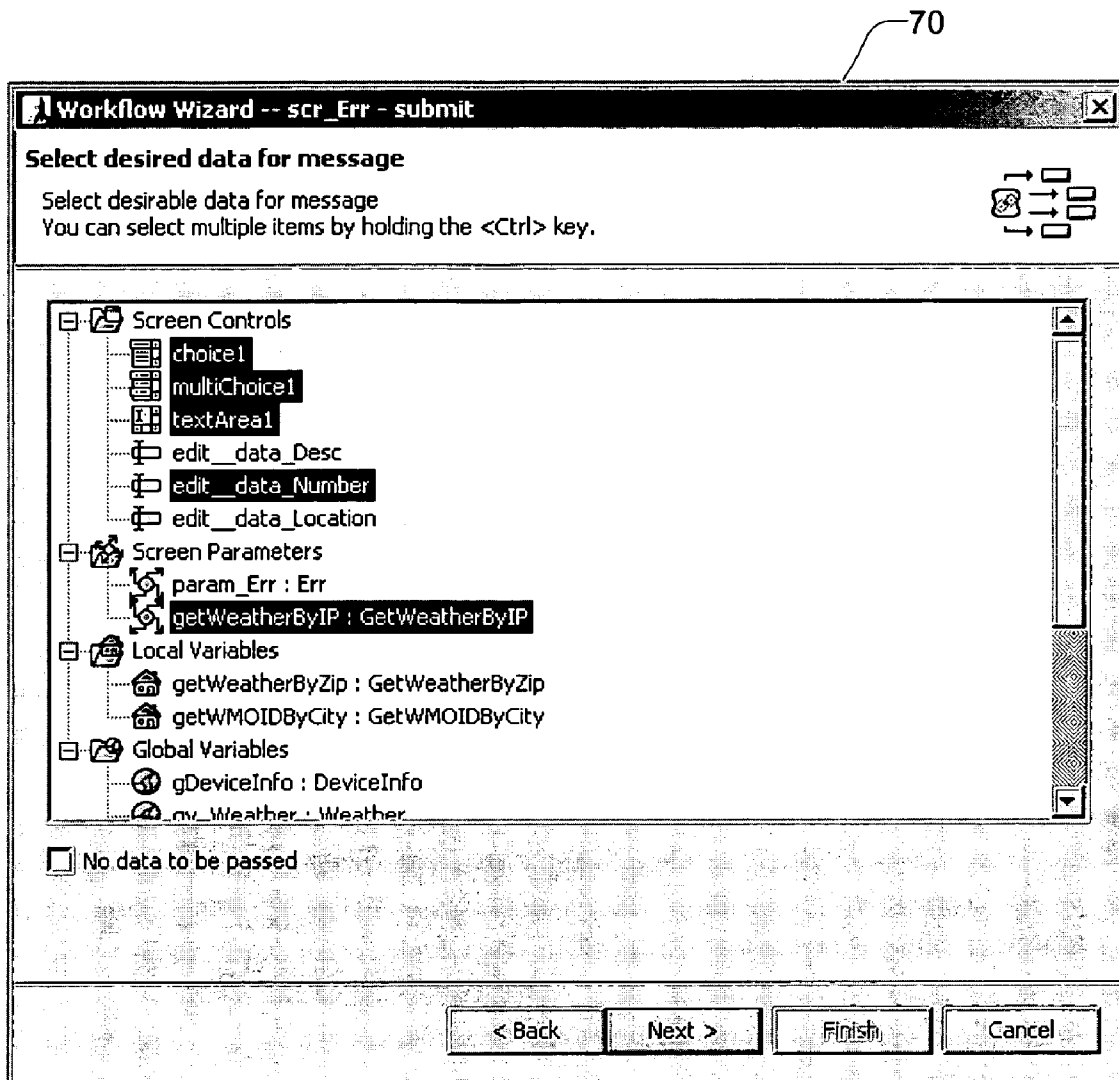 70
Workflow Wizard -- scr_Err - submit
Select desired data for message
Select desirable data for message
You can select multiple items by holding the <Ctrl> key.
Screen Controls
choice1
multiChoice1
textArea1
edit__data_Desc
edit__data_Number
edit__data_Location
Screen Parameters
param_Err : Err
getWeatherByIP : GetWeatherByIP
Local Variables
getWeatherByZip : GetWeatherByZip
getWMOIDByCity : GetWMOIDByCity
Global Variables
gDeviceInfo : DeviceInfo
gv_Weather : Weather
No data to be passed
< Back Next > Finish Cancel